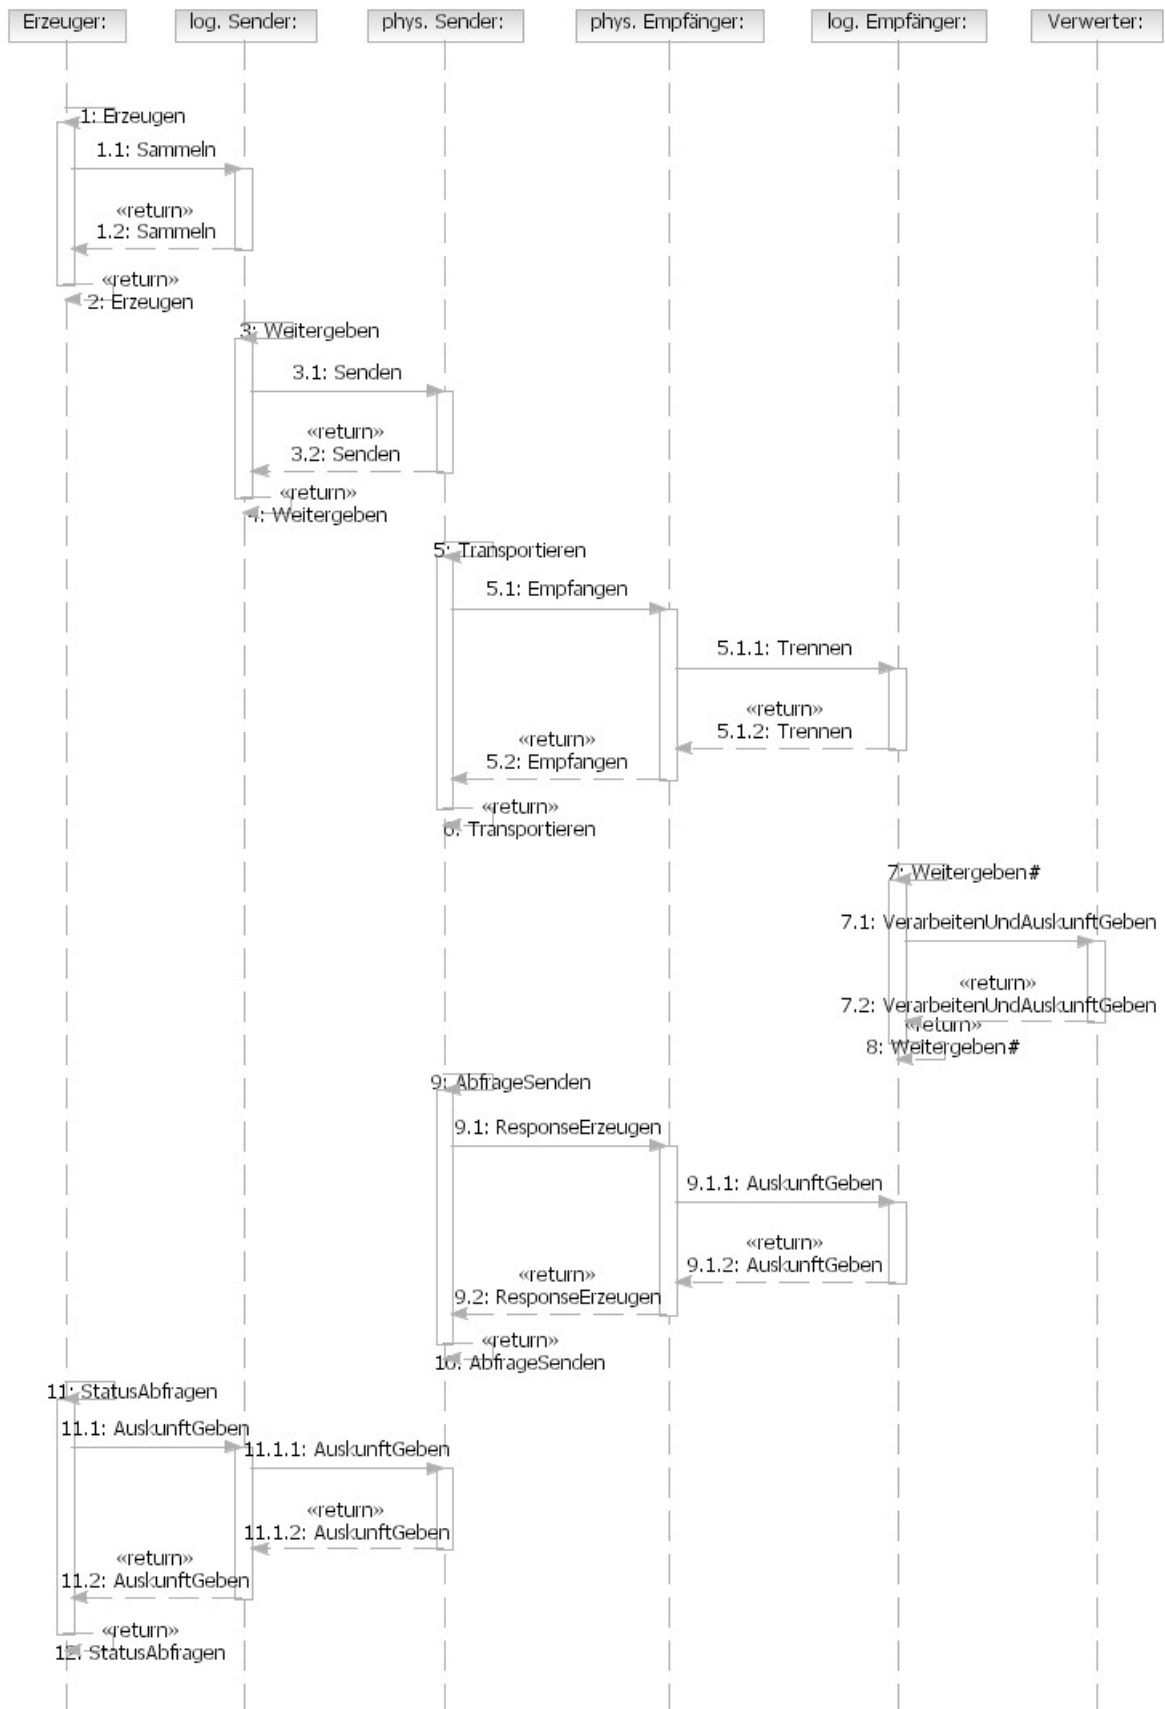 Erzeuger: log. Sender: phys. Sender: phys. Empfänger: log. Empfänger: Verwerter:
1: Erzeugen
1.1: Sammeln
«return»
1.2: Sammeln
«return»
2: Erzeugen
3: Weitergeben
3.1: Senden
«return»
3.2: Senden
«return»
4: Weitergeben
5: Transportieren
5.1: Empfangen
5.1.1: Trennen
«return»
5.1.2: Trennen
«return»
5.2: Empfangen
«return»
6: Transportieren
7: Weitergeben#
7.1: VerarbeitenUndAuskunftGeben
«return»
7.2: VerarbeitenUndAuskunftGeben
«return»
8: Weitergeben#
9: AbfrageSenden
9.1: ResponseErzeugen
9.1.1: AuskunftGeben
«return»
9.1.2: AuskunftGeben
«return»
9.2: ResponseErzeugen
«return»
10: AbfrageSenden
11: StatusAbfragen
11.1: AuskunftGeben
11.1.1: AuskunftGeben
«return»
11.1.2: AuskunftGeben
«return»
11.2: AuskunftGeben
«return»
12: StatusAbfragen